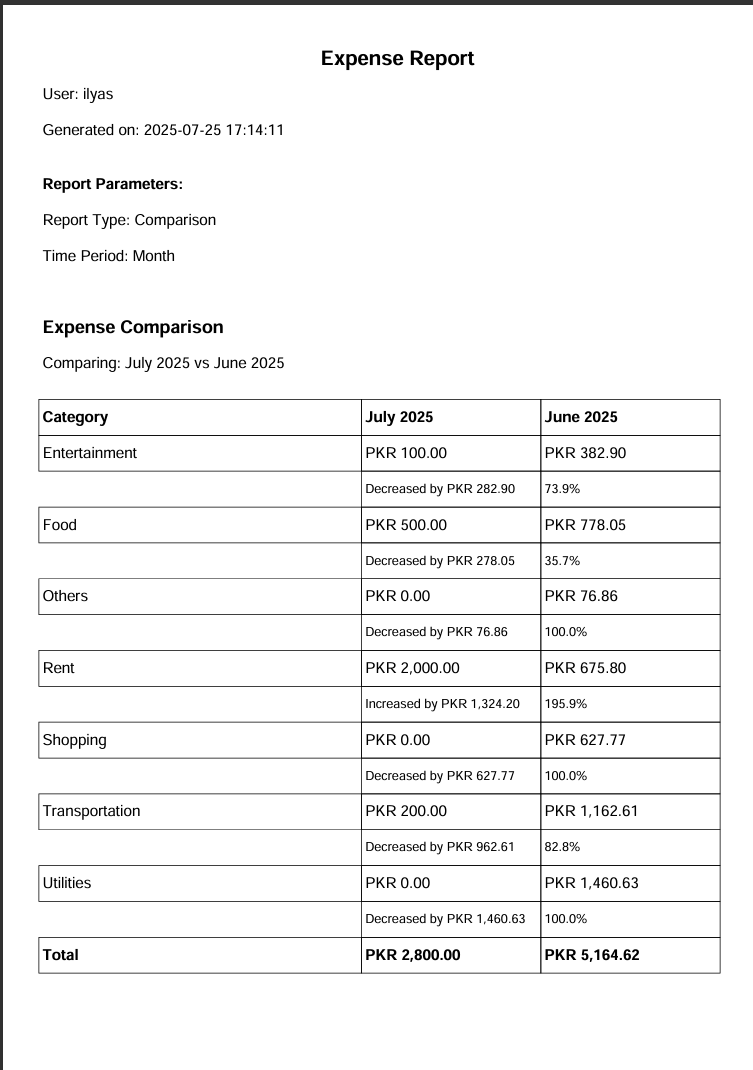 Expense Report
User: ilyas
Generated on: 2025-07-25 17:14:11
Report Parameters:
Report Type: Comparison
Time Period: Month
Expense Comparison
Comparing: July 2025 vs June 2025
Category July 2025 June 2025
Entertainment PKR 100.00 PKR 382.90
Decreased by PKR 282.90 73.9%
Food PKR 500.00 PKR 778.05
Decreased by PKR 278.05 35.7%
Others PKR 0.00 PKR 76.86
Decreased by PKR 76.86 100.0%
Rent PKR 2,000.00 PKR 675.80
Increased by PKR 1,324.20 195.9%
Shopping PKR 0.00 PKR 627.77
Decreased by PKR 627.77 100.0%
Transportation PKR 200.00 PKR 1,162.61
Decreased by PKR 962.61 82.8%
Utilities PKR 0.00 PKR 1,460.63
Decreased by PKR 1,460.63 100.0%
Total PKR 2,800.00 PKR 5,164.62